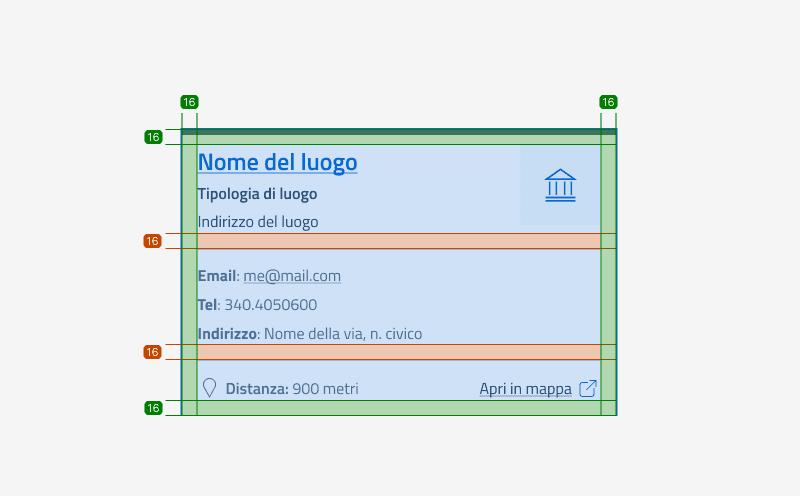 16 16
16
Nome del luogo
Tipologia di luogo
Indirizzo del luogo
16
Email: me@mail.com
Tel: 340.4050600
Indirizzo: Nome della via, n. civico
16
Distanza: 900 metri Apri in mappa
16